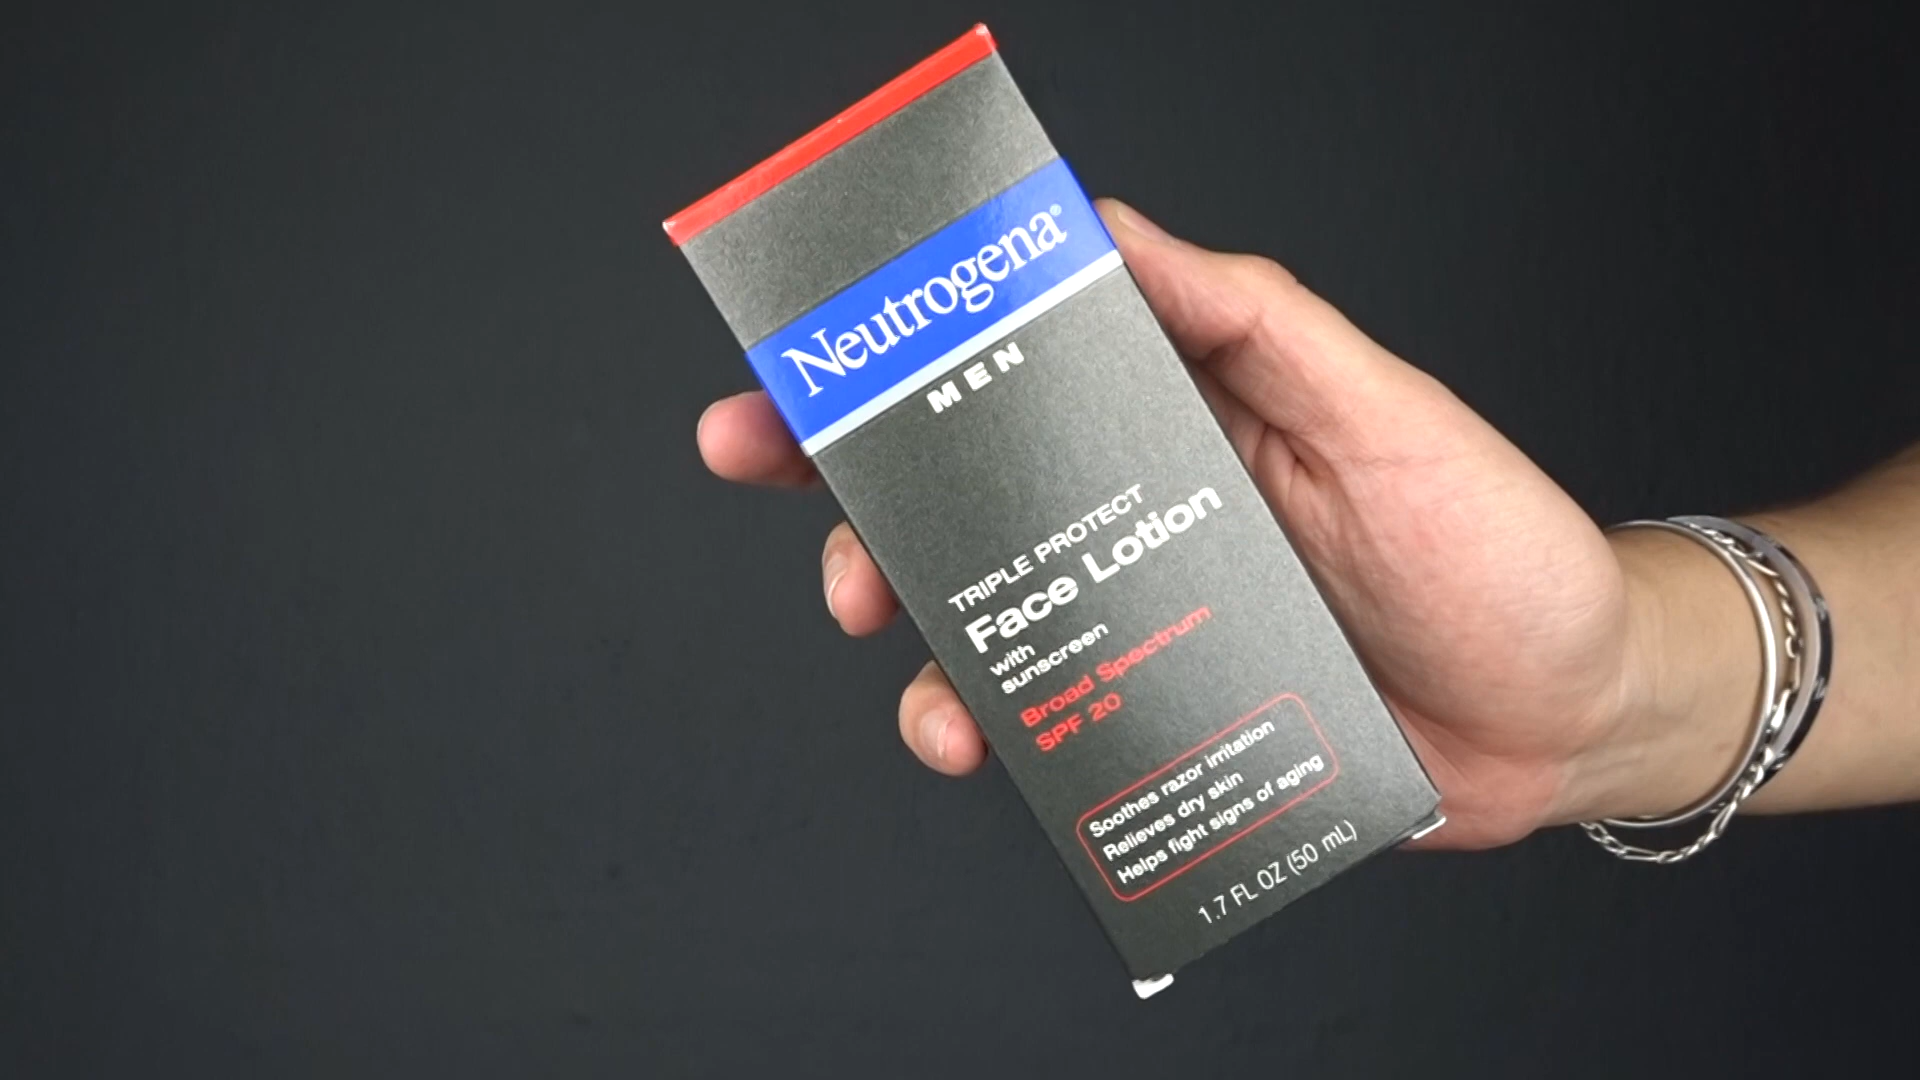 Neutrogena®
MEN
TRIPLE PROTECT
Face Lotion
with
sunscreen
Broad Spectrum
SPF 20
Soothes razor irritation
Relieves dry skin
Helps fight signs of aging
1.7 FL OZ (50 mL)